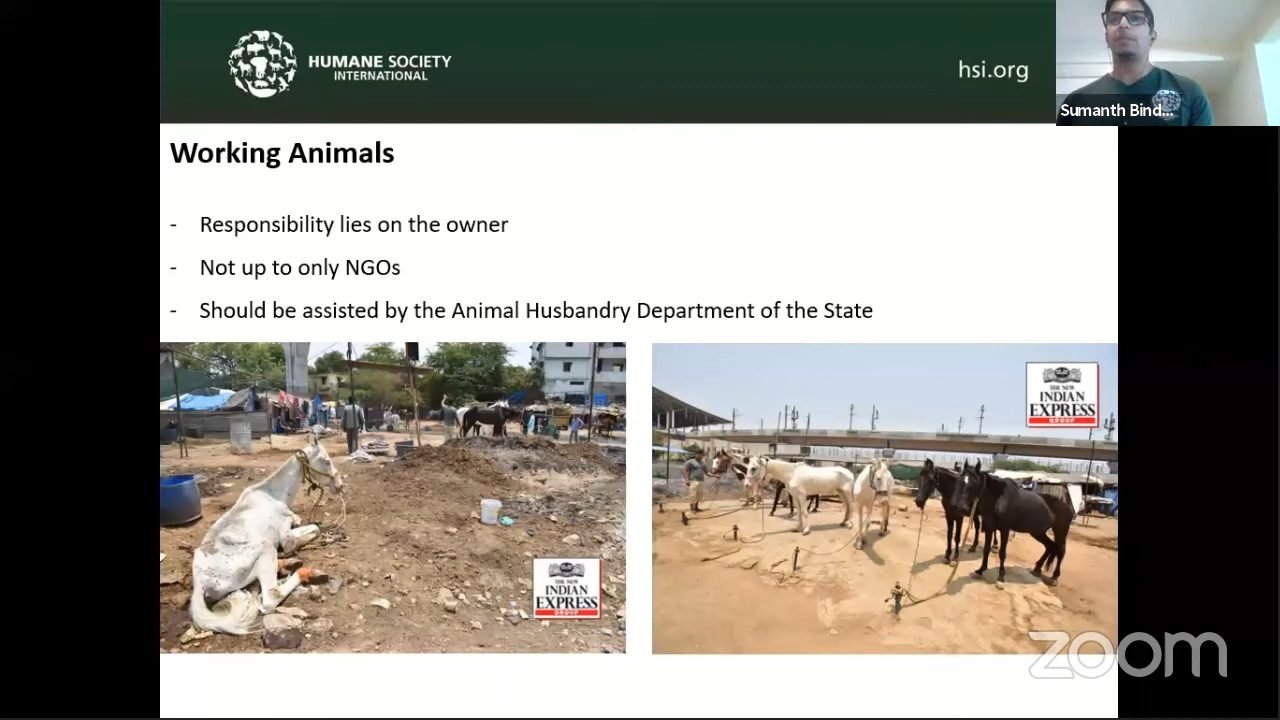 HUMANE SOCIETY
INTERNATIONAL
hsi.org
Sumanth Bind...
Working Animals
- Responsibility lies on the owner
- Not up to only NGOs
- Should be assisted by the Animal Husbandry Department of the State
THE NEW
INDIAN
EXPRESS
GROUP
THE NEW
INDIAN
EXPRESS
GROUP
zoom